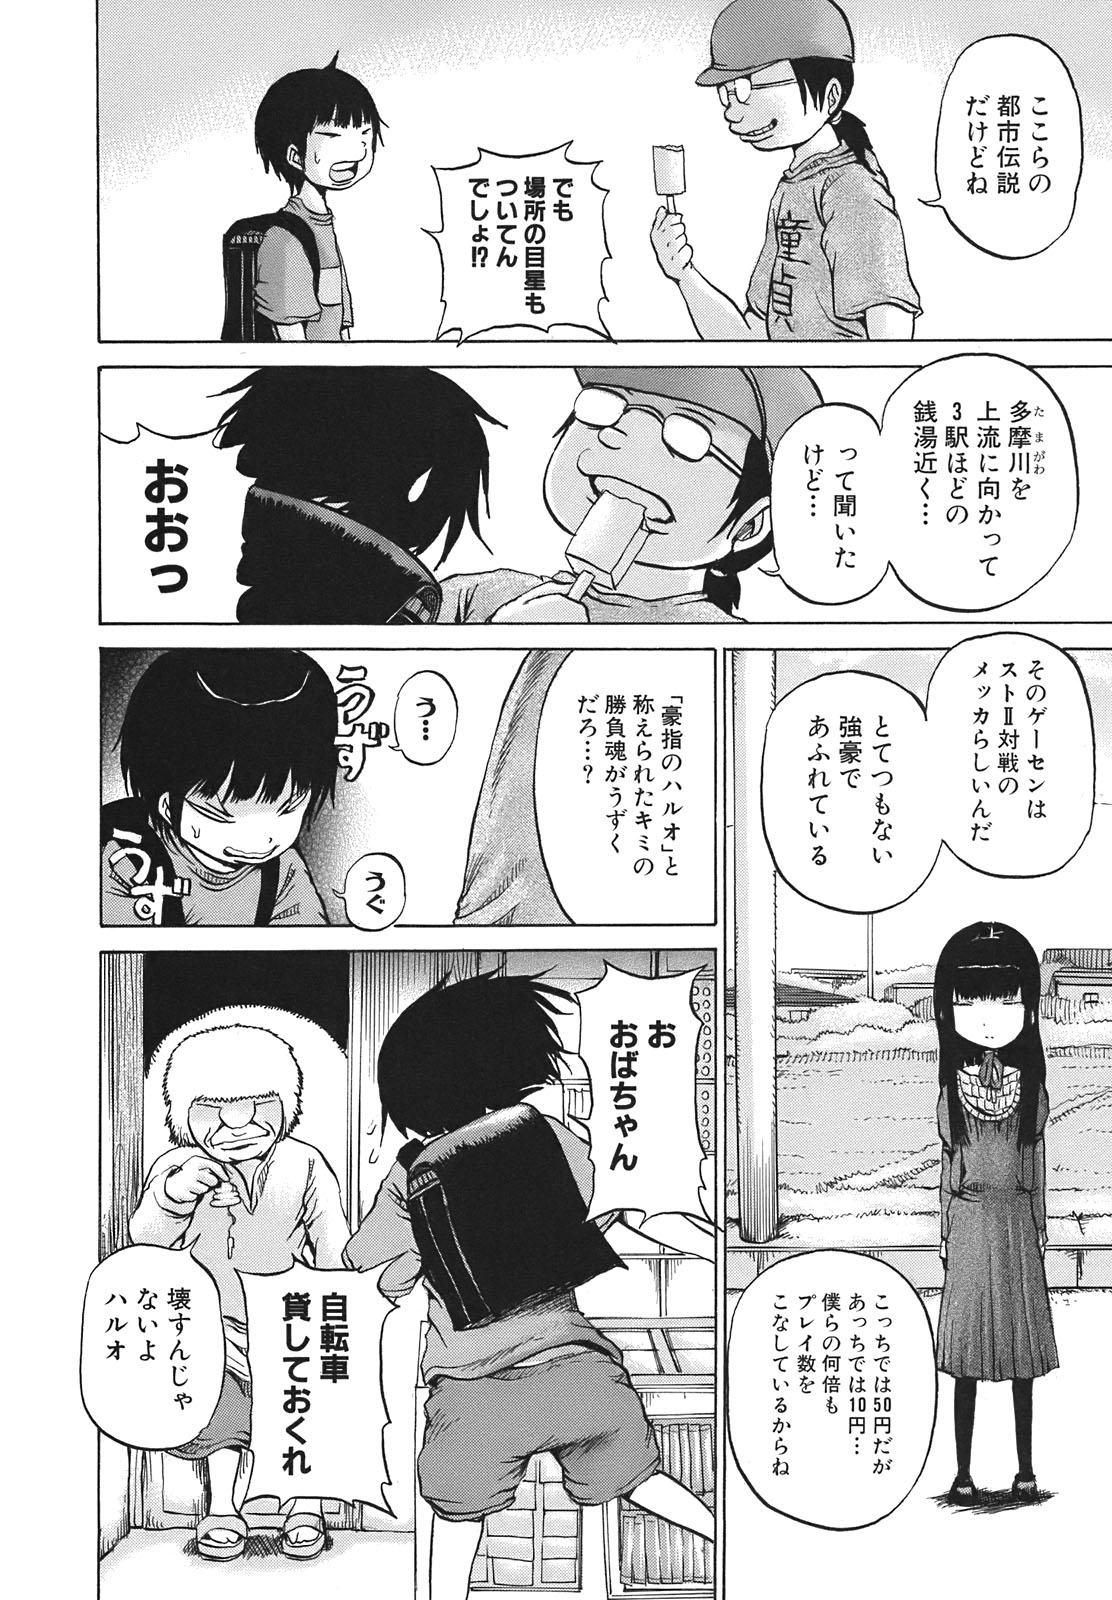 ここらの
都市伝説
だけどね
童貞
でも
場所の目星も
ついてん
でしょ!?
多摩川を
たまがわ
上流に向かって
3駅ほどの
銭湯近く…
って聞いた
けど…
おおっ
そのゲーセンは
ストⅡ対戦の
メッカらしいんだ
とてつもない
強豪で
あふれている
こっちでは50円だが
あっちでは10円…
僕らの何倍も
プレイ数を
こなしているからね
「豪指のハルオ」と
称えられたキミの
勝負魂がうずく
だろ…?
う…
うず
うぐ
うず
お
おばちゃん
自転車
貸しておくれ
壊すんじゃ
ないよ
ハルオ